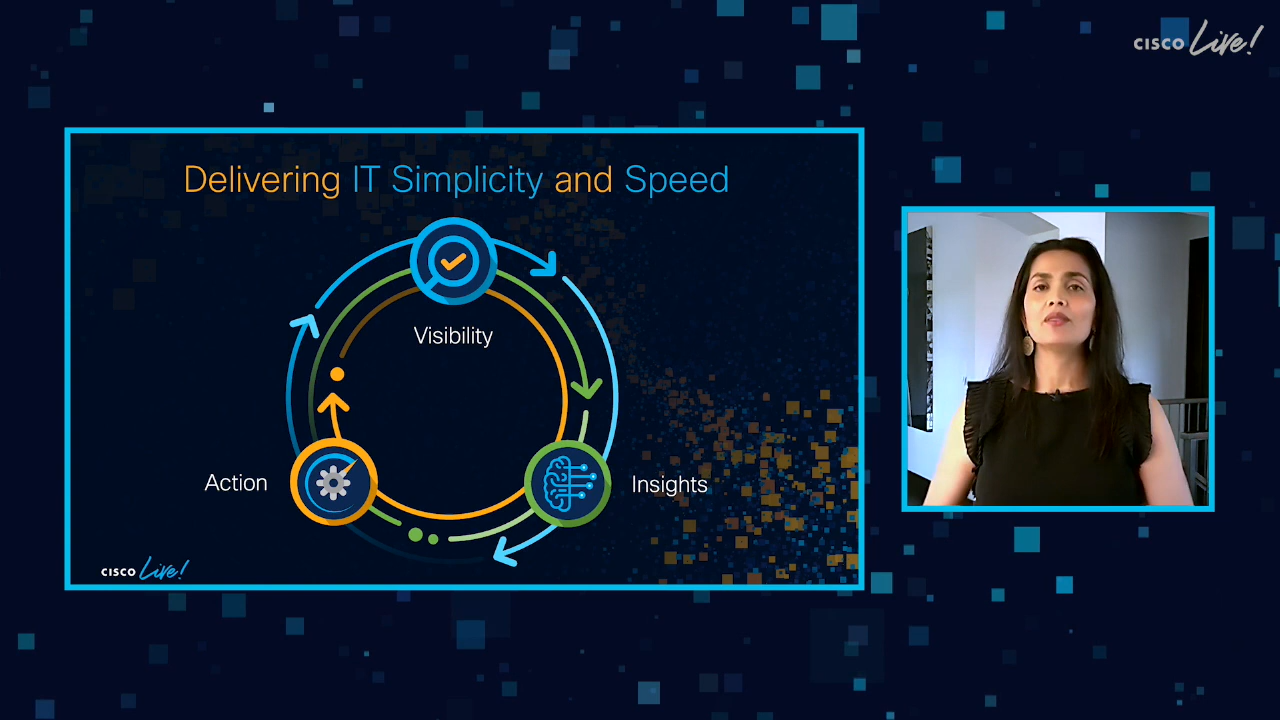 CISCO Live!
Delivering IT Simplicity and Speed
Visibility
Action
Insights
CISCO Live!